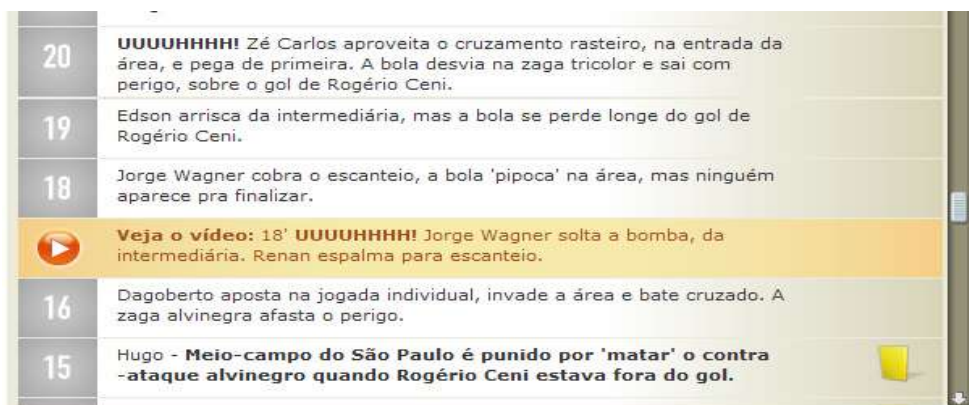 20
UUUUHHHH! Zé Carlos aproveita o cruzamento rasteiro, na entrada da
área, e pega de primeira. A bola desvia na zaga tricolor e sai com
perigo, sobre o gol de Rogério Ceni.
19
Edson arrisca da intermediária, mas a bola se perde longe do gol de
Rogério Ceni.
18
Jorge Wagner cobra o escanteio, a bola 'pipoca' na área, mas ninguém
aparece pra finalizar.
Veja o vídeo: 18' UUUUHHHH! Jorge Wagner solta a bomba, da
intermediária. Renan espalma para escanteio.
16
Dagoberto aposta na jogada individual, invade a área e bate cruzado. A
zaga alvinegra afasta o perigo.
15
Hugo - Meio-campo do São Paulo é punido por 'matar' o contra
-ataque alvinegro quando Rogério Ceni estava fora do gol.